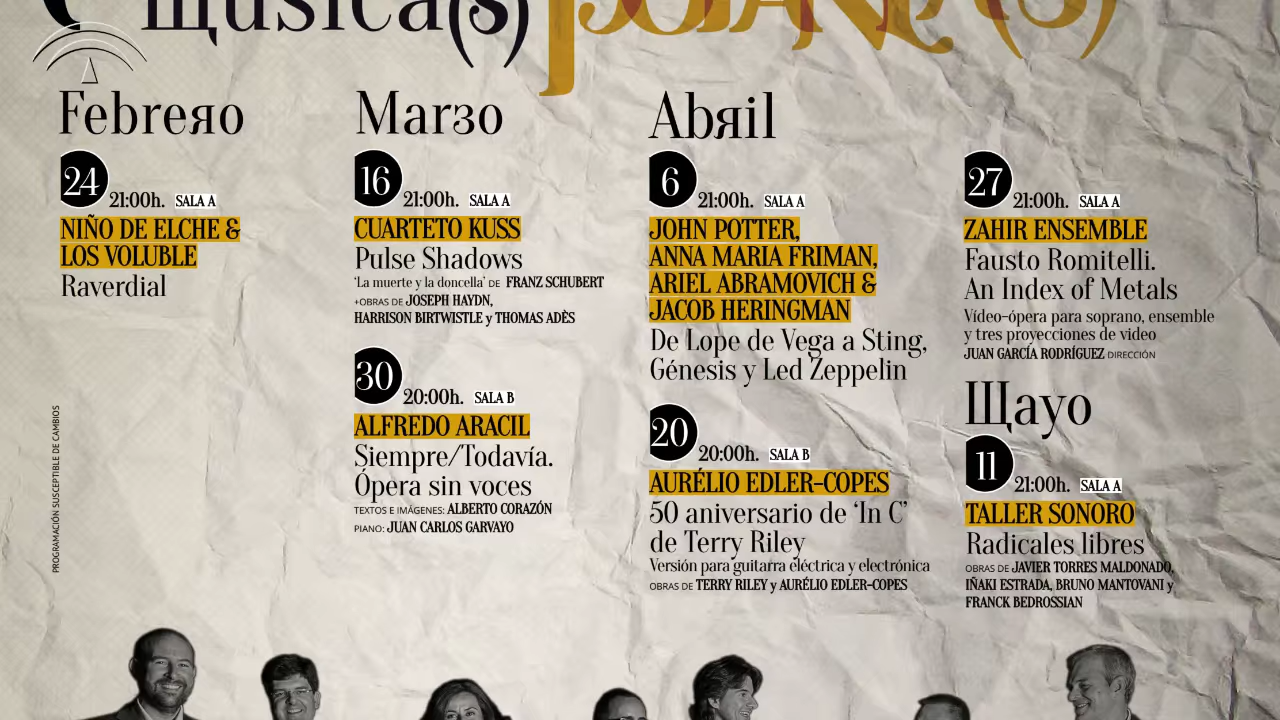 música(s)
Febreяo
24 21:00h. SALA A
NIÑO DE ELCHE &
LOS VOLUBLE
Raverdial
PROGRAMACIÓN SUSCEPTIBLE DE CAMBIOS
Marзo
16 21:00h. SALA A
CUARTETO KUSS
Pulse Shadows
‘La muerte y la doncella’ DE FRANZ SCHUBERT
+OBRAS DE JOSEPH HAYDN,
HARRISON BIRTWISTLE y THOMAS ADÈS
30 20:00h. SALA B
ALFREDO ARACIL
Siempre/Todavía.
Ópera sin voces
TEXTOS E IMÁGENES: ALBERTO CORAZÓN
PIANO: JUAN CARLOS GARVAYO
Abяil
6 21:00h. SALA A
JOHN POTTER,
ANNA MARIA FRIMAN,
ARIEL ABRAMOVICH &
JACOB HERINGMAN
De Lope de Vega a Sting,
Génesis y Led Zeppelin
20 20:00h. SALA B
AURÉLIO EDLER-COPES
50 aniversario de ‘In C’
de Terry Riley
Versión para guitarra eléctrica y electrónica
OBRAS DE TERRY RILEY y AURÉLIO EDLER-COPES
27 21:00h. SALA A
ZAHIR ENSEMBLE
Fausto Romitelli.
An Index of Metals
Vídeo-ópera para soprano, ensemble
y tres proyecciones de video
JUAN GARCÍA RODRÍGUEZ DIRECCIÓN
Щayo
11 21:00h. SALA A
TALLER SONORO
Radicales libres
OBRAS DE JAVIER TORRES MALDONADO,
IÑAKI ESTRADA, BRUNO MANTOVANI y
FRANCK BEDROSSIAN